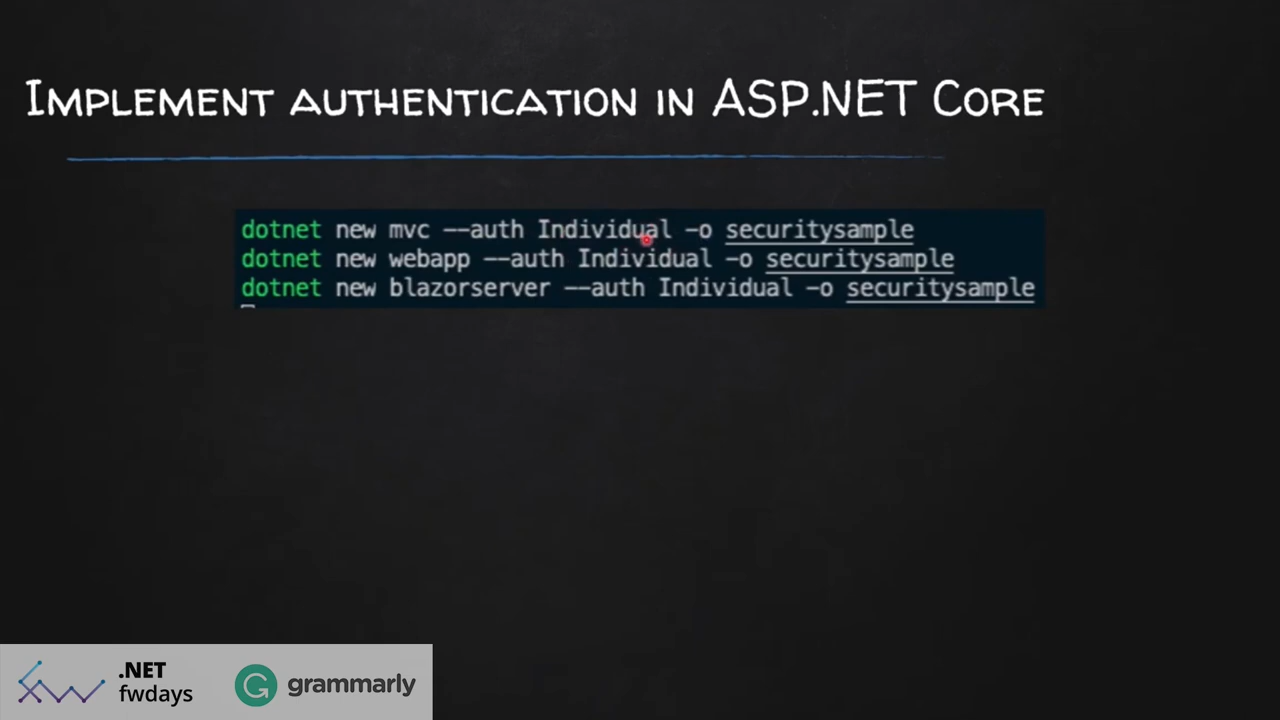 Implement authentication in ASP.NET Core
dotnet new mvc --auth Individual -o securitysample
dotnet new webapp --auth Individual -o securitysample
dotnet new blazorserver --auth Individual -o securitysample
.NET
fwdays
grammarly